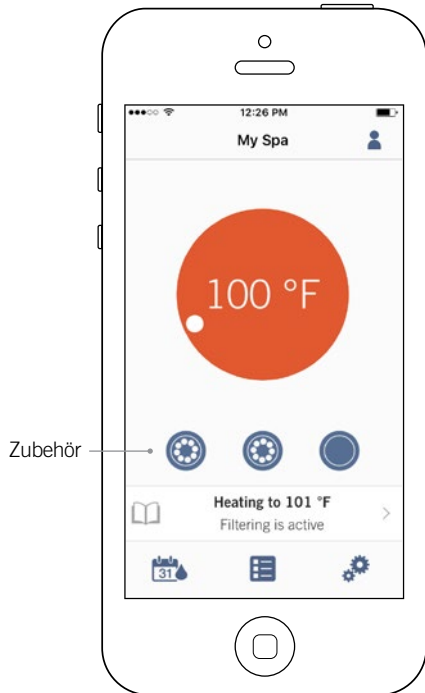 12:26 PM
My Spa
100 °F
Zubehör
Heating to 101 °F
Filtering is active
31